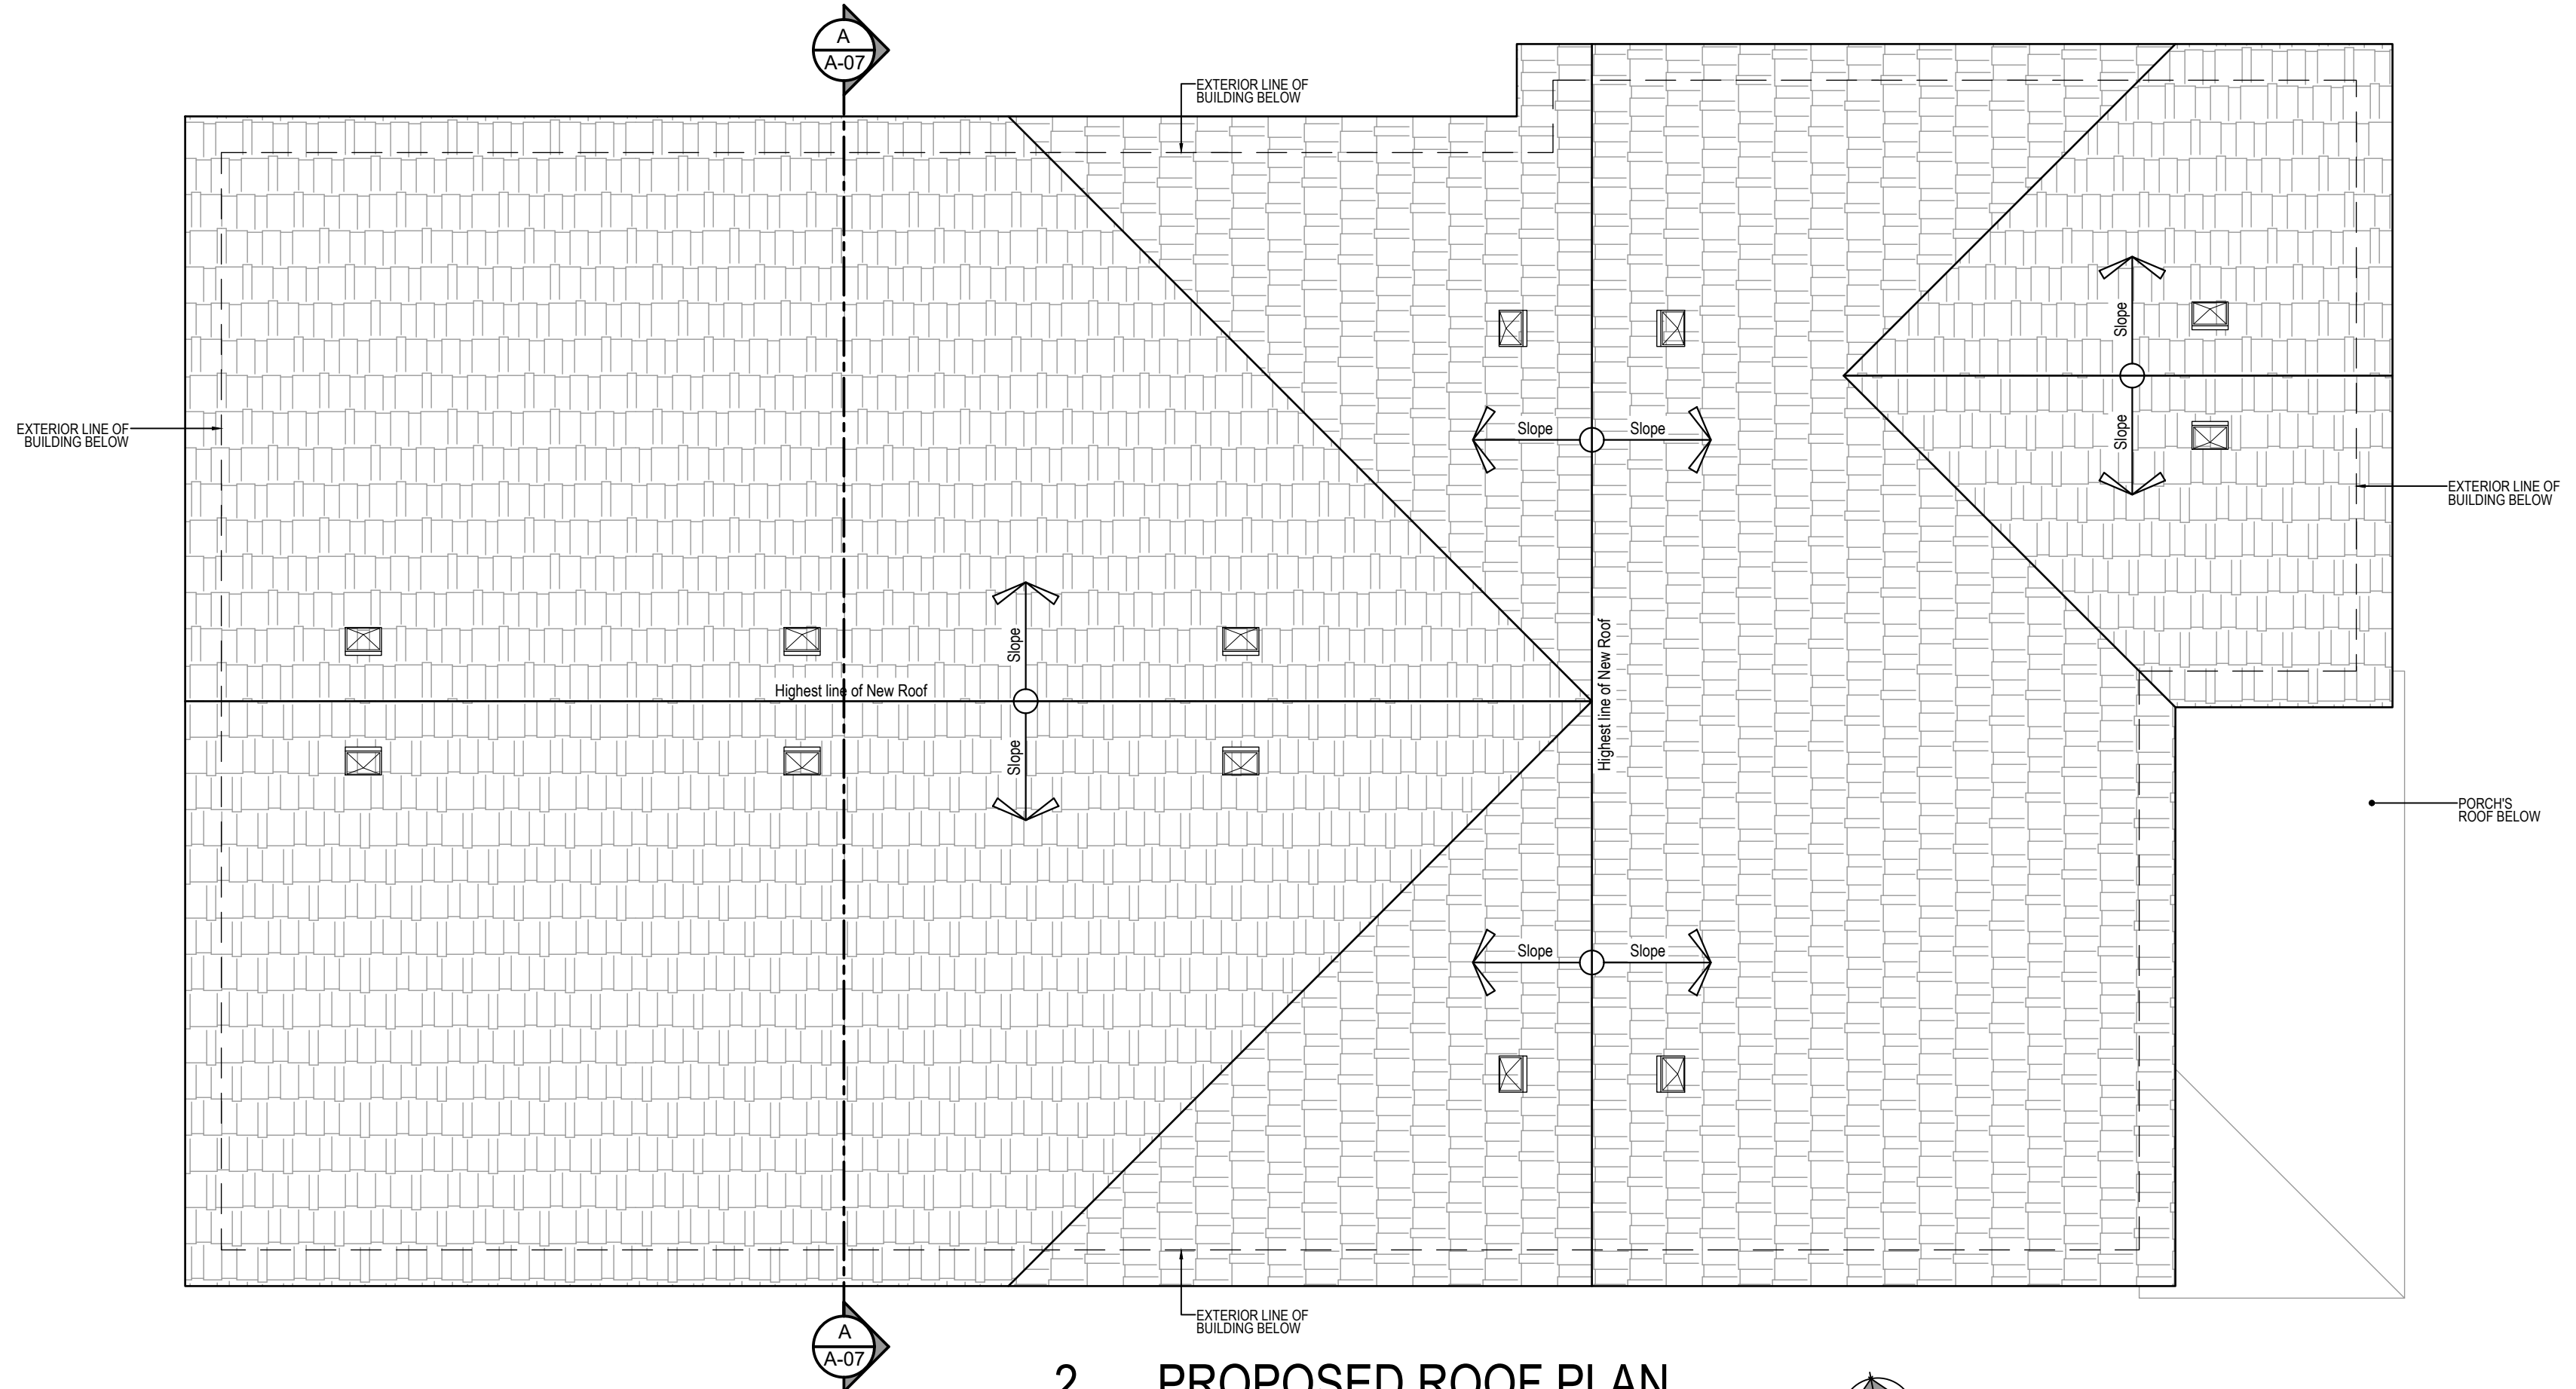 A
A-07
EXTERIOR LINE OF
BUILDING BELOW
Slope
Slope
EXTERIOR LINE OF
BUILDING BELOW
Slope
Slope
EXTERIOR LINE OF
BUILDING BELOW
Slope
Highest line of New Roof
Highest line of New Roof
Slope
PORCH'S
ROOF BELOW
Slope
Slope
EXTERIOR LINE OF
BUILDING BELOW
A
A-07
2 PROPOSED ROOF PLAN